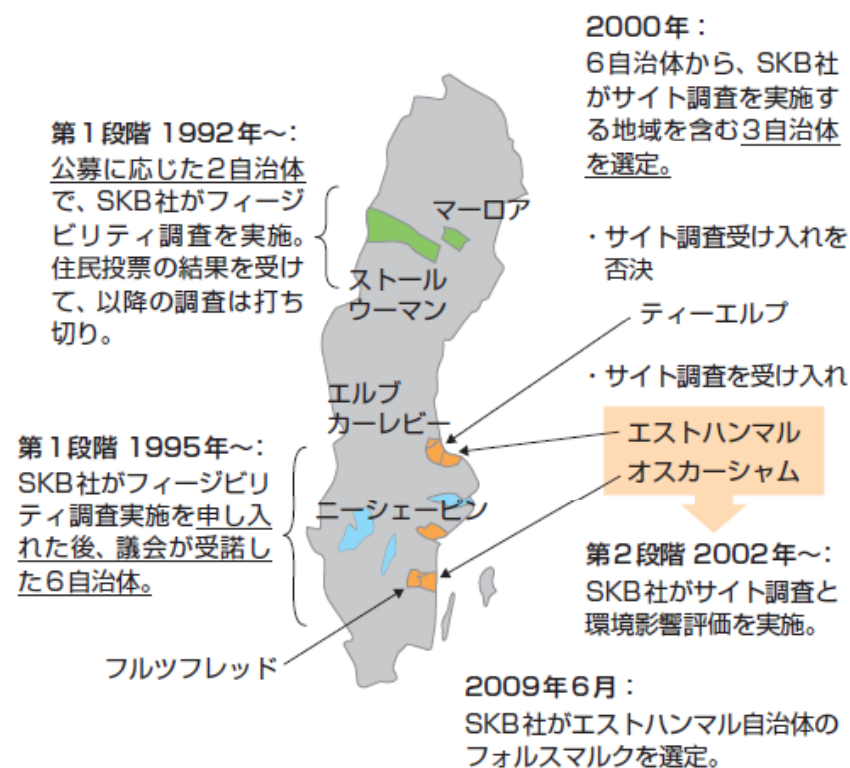 第1段階 1992年～：
公募に応じた2自治体
で、SKB社がフィージ
ビリティ調査を実施。
住民投票の結果を受け
て、以降の調査は打ち
切り。
マーロア
ストール
ウーマン
2000年：
6自治体から、SKB社
がサイト調査を実施す
る地域を含む3自治体
を選定。
・サイト調査受け入れを
否決
ティーエルプ
・サイト調査を受け入れ
エストハンマル
オスカーシャム
第2段階 2002年～：
SKB社がサイト調査と
環境影響評価を実施。
エルブ
カーレビー
第1段階 1995年～：
SKB社がフィージビリ
ティ調査実施を申し入
れた後、議会が受諾し
た6自治体。
ニーシェーピン
フルツフレッド
2009年6月：
SKB社がエストハンマル自治体の
フォルスマルクを選定。